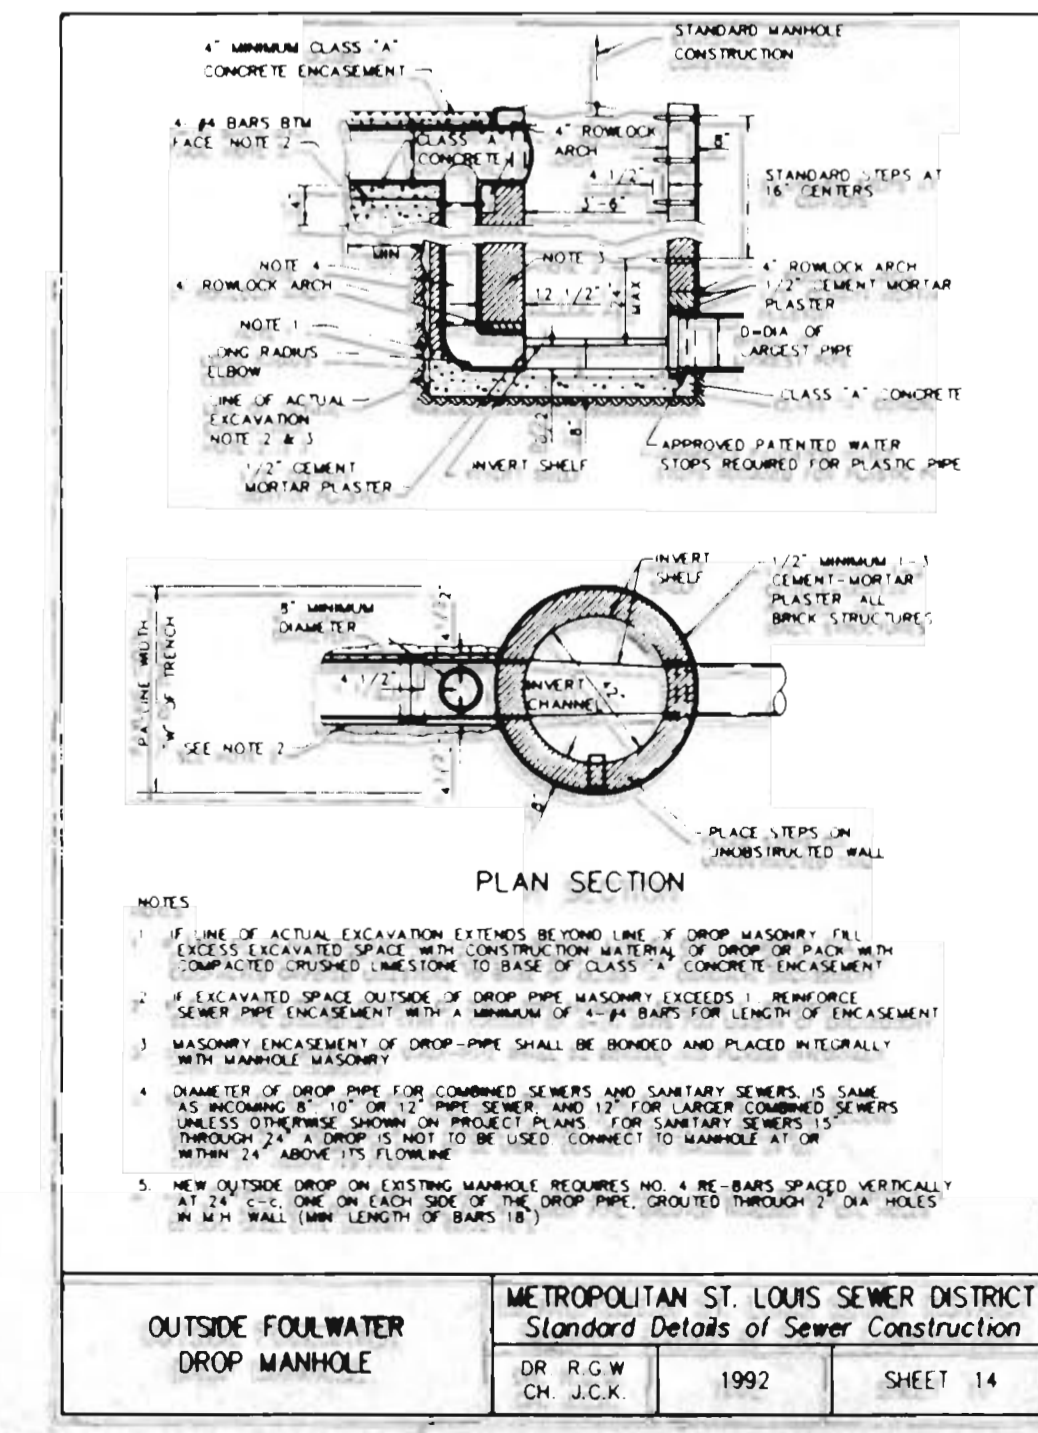 STANDARD MANHOLE
CONSTRUCTION
4" MINIMUM CLASS "A"
CONCRETE ENCASEMENT
4- #4 BARS BTM
FACE NOTE 2
CLASS "A"
CONCRETE
4" ROWLOCK
ARCH
8"
4 1/2"
3'-6"
STANDARD STEPS AT
16" CENTERS
4"
MIN
NOTE 4
4" ROWLOCK ARCH
NOTE 3
12 1/2"
24"
MAX
4" ROWLOCK ARCH
1/2" CEMENT MORTAR
PLASTER
NOTE 1
LONG RADIUS
ELBOW
D=DIA OF
LARGEST PIPE
LINE OF ACTUAL
EXCAVATION
NOTE 2 & 3
CLASS "A" CONCRETE
D/2
8"
1/2" CEMENT
MORTAR PLASTER
INVERT SHELF
APPROVED PATENTED WATER
STOPS REQUIRED FOR PLASTIC PIPE
INVERT
SHELF
1/2" MINIMUM 1-3
CEMENT-MORTAR
PLASTER ALL
BRICK STRUCTURES
8" MINIMUM
DIAMETER
4 1/2"
4 1/2"
LINE WIDTH
"W" OF TRENCH
INVERT
CHANNEL
SEE NOTE 2
4 1/2"
8"
PLACE STEPS ON
UNOBSTRUCTED WALL
PLAN SECTION
NOTES
1 IF LINE OF ACTUAL EXCAVATION EXTENDS BEYOND LINE OF DROP MASONRY FILL
EXCESS EXCAVATED SPACE WITH CONSTRUCTION MATERIAL OF DROP OR PACK WITH
COMPACTED CRUSHED LIMESTONE TO BASE OF CLASS "A" CONCRETE ENCASEMENT
2 IF EXCAVATED SPACE OUTSIDE OF DROP PIPE MASONRY EXCEEDS 1 REINFORCE
SEWER PIPE ENCASEMENT WITH A MINIMUM OF 4-#4 BARS FOR LENGTH OF ENCASEMENT
3 MASONRY ENCASEMENT OF DROP-PIPE SHALL BE BONDED AND PLACED INTEGRALLY
WITH MANHOLE MASONRY
4 DIAMETER OF DROP PIPE FOR COMBINED SEWERS AND SANITARY SEWERS, IS SAME
AS INCOMING 8", 10" OR 12" PIPE SEWER, AND 12" FOR LARGER COMBINED SEWERS
UNLESS OTHERWISE SHOWN ON PROJECT PLANS. FOR SANITARY SEWERS 15"
THROUGH 24" A DROP IS NOT TO BE USED, CONNECT TO MANHOLE AT OR
WITHIN 24" ABOVE ITS FLOWLINE
5. NEW OUTSIDE DROP ON EXISTING MANHOLE REQUIRES NO. 4 RE-BARS SPACED VERTICALLY
AT 24" c-c, ONE ON EACH SIDE OF THE DROP PIPE, GROUTED THROUGH 2" DIA HOLES
IN M.H WALL (MIN LENGTH OF BARS 18")
OUTSIDE FOULWATER
DROP MANHOLE
METROPOLITAN ST. LOUIS SEWER DISTRICT
Standard Details of Sewer Construction
DR R.G.W
CH. J.C.K.
1992
SHEET 14